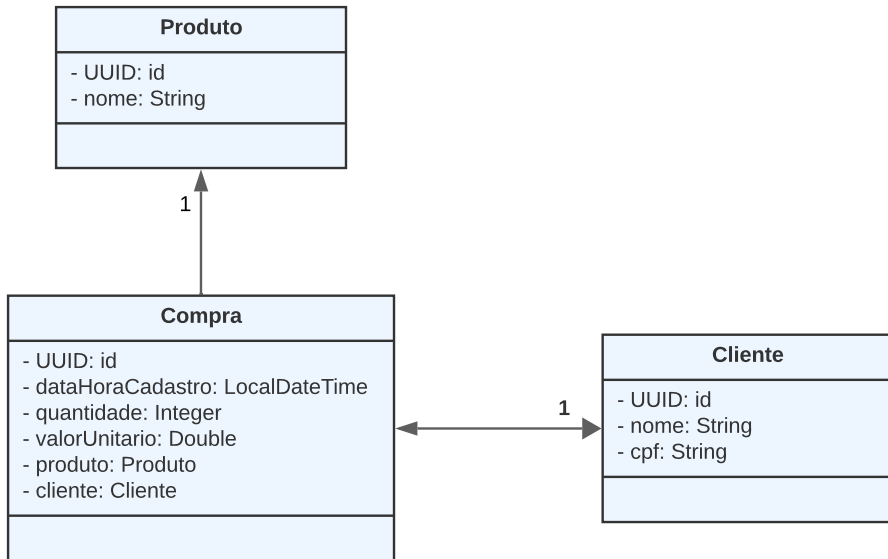 Produto
- UUID: id
- nome: String
1
Compra
- UUID: id
- dataHoraCadastro: LocalDateTime
- quantidade: Integer
- valorUnitario: Double
- produto: Produto
- cliente: Cliente
1
Cliente
- UUID: id
- nome: String
- cpf: String